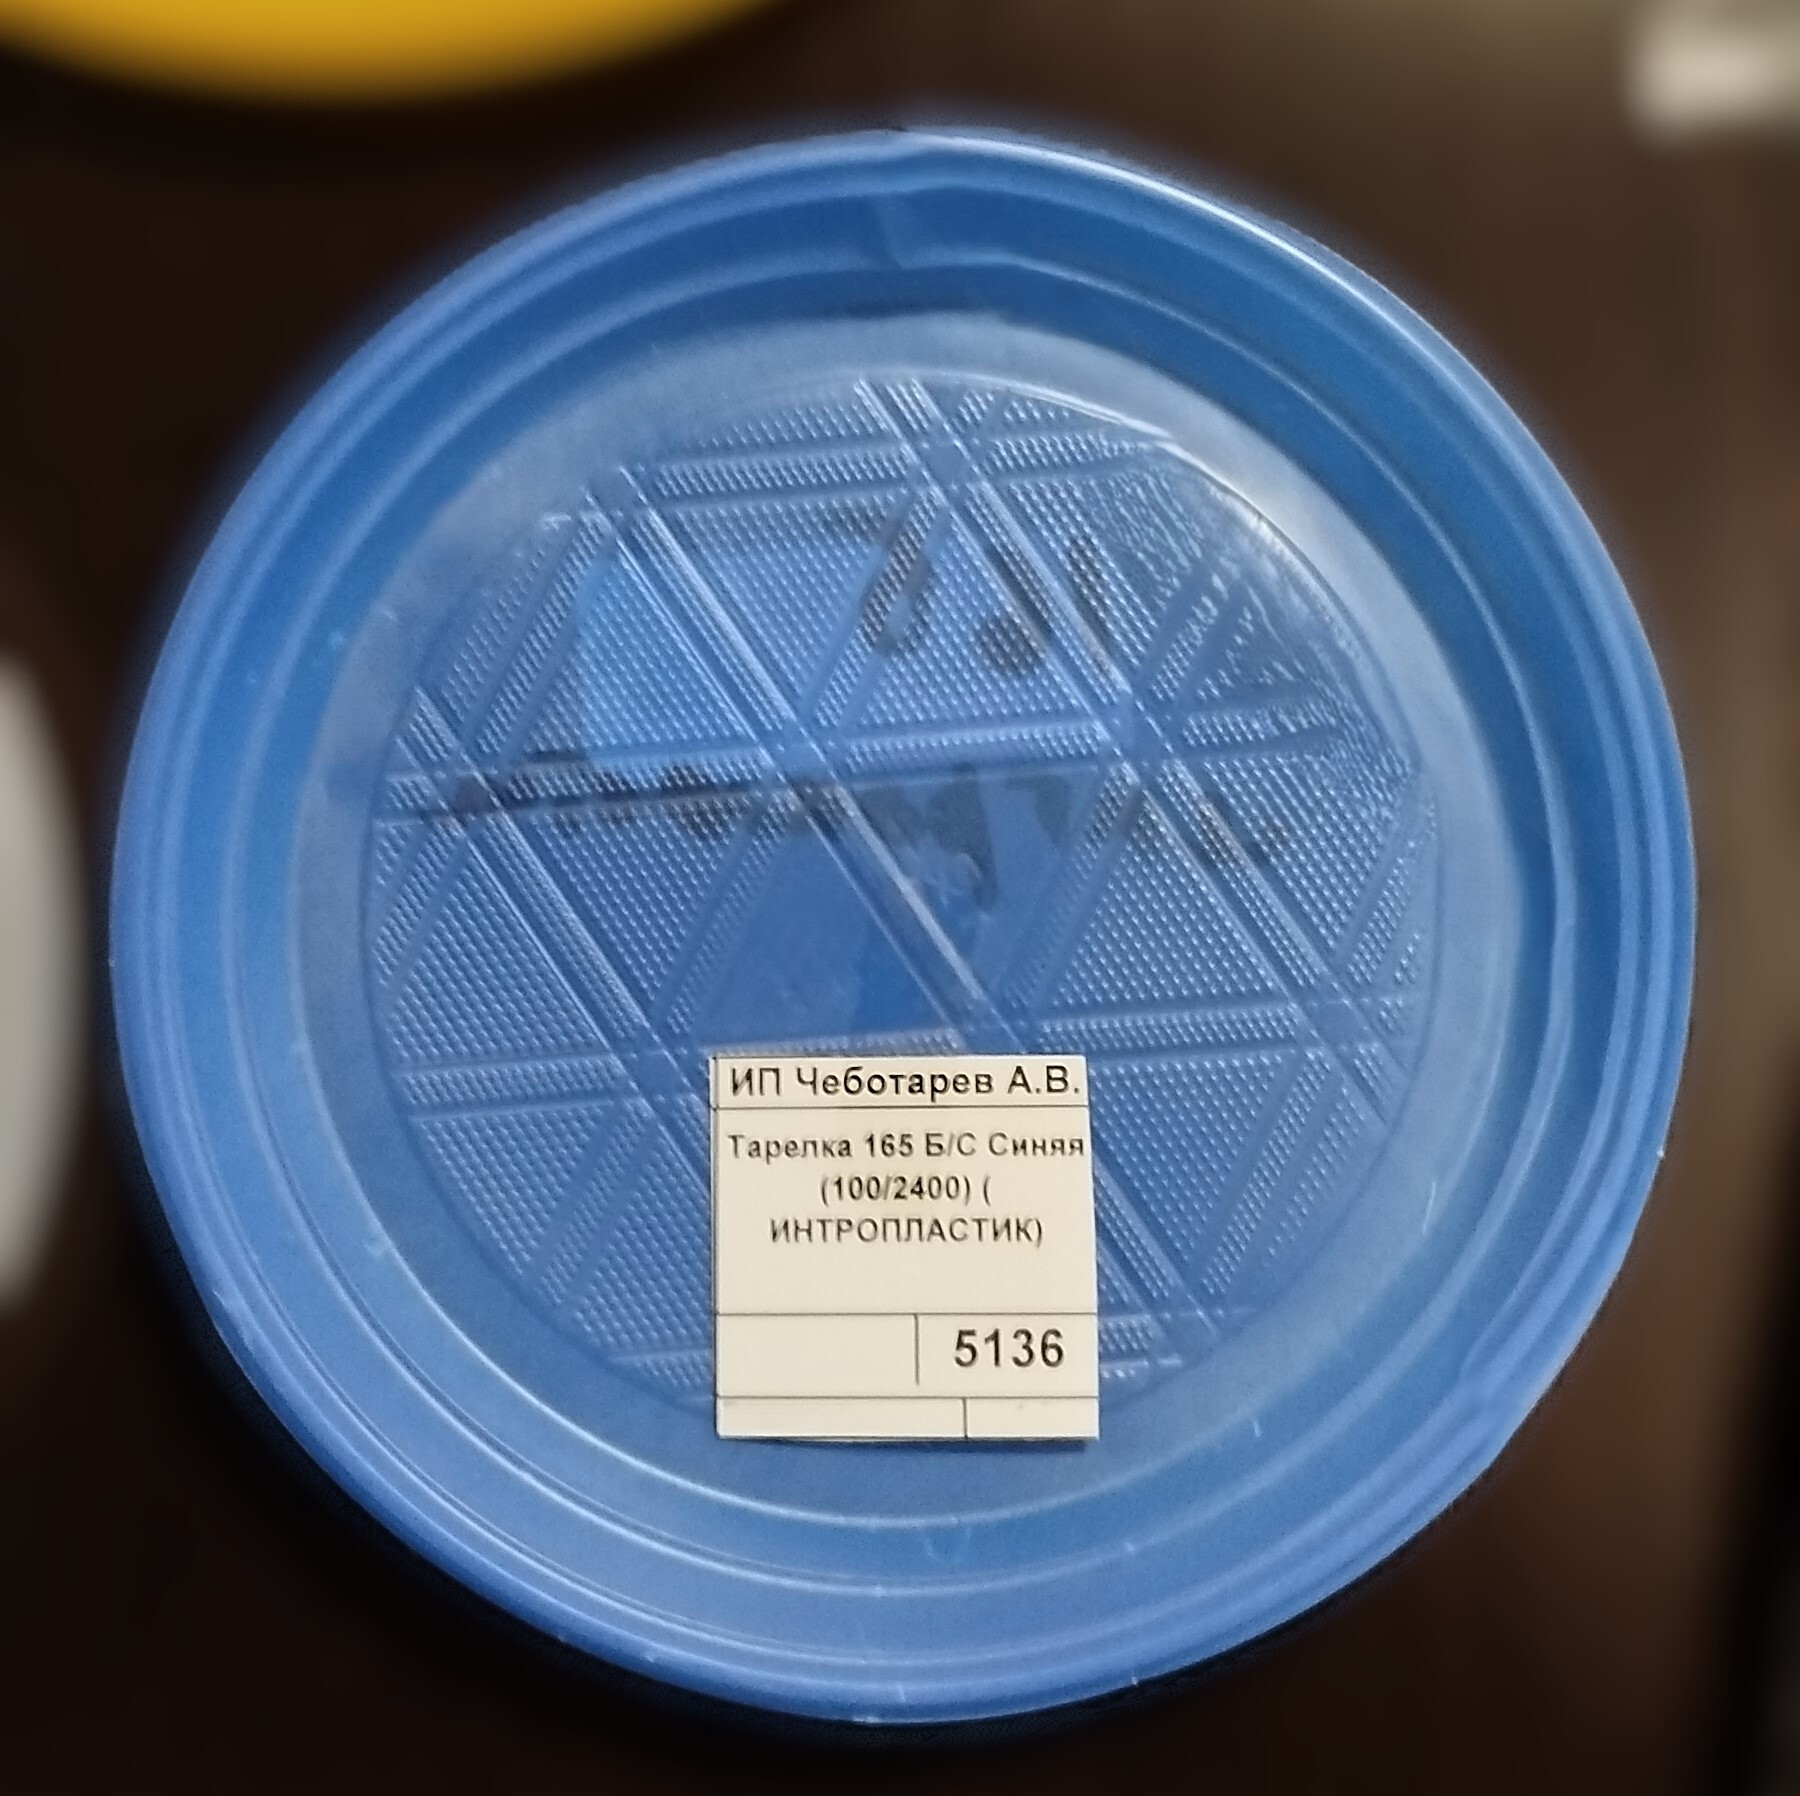 ИП Чеботарев А.В.
Тарелка 165 Б/С Синяя
(100/2400) (
ИНТРОПЛАСТИК)
5136